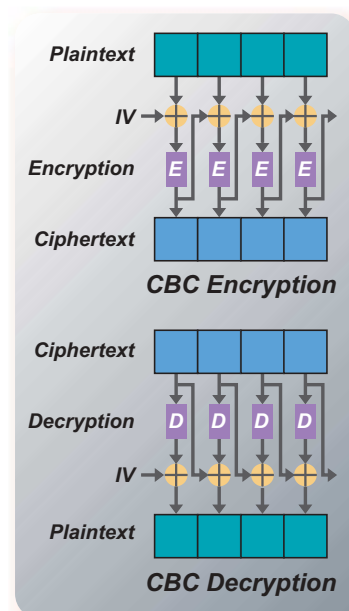 Plaintext
IV
Encryption
E E E E
Ciphertext
CBC Encryption
Ciphertext
Decryption
D D D D
IV
Plaintext
CBC Decryption